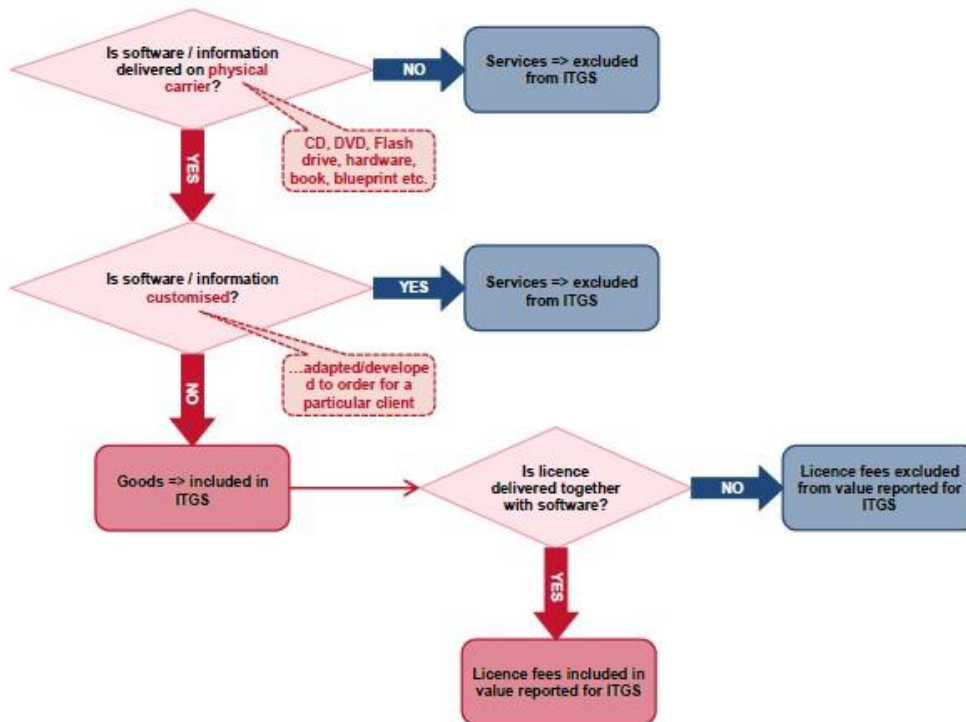 Is software / information
delivered on physical
carrier?
NO
Services => excluded
from ITGS
CD, DVD, Flash
drive, hardware,
book, blueprint etc.
YES
Is software / information
customised?
YES
Services => excluded
from ITGS
...adapted/develope
d to order for a
particular client
NO
Goods => included in
ITGS
Is licence
delivered together
with software?
NO
Licence fees excluded
from value reported for
ITGS
YES
Licence fees included in
value reported for ITGS